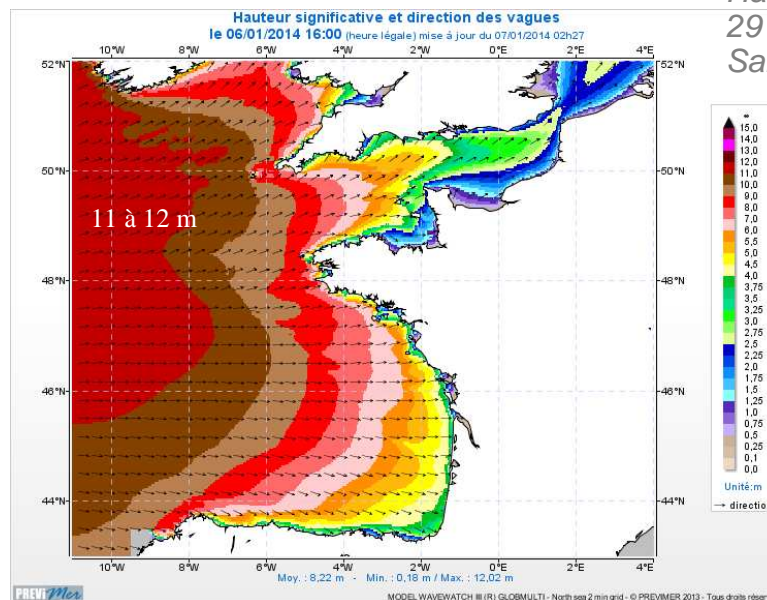 Hauteur significative et direction des vagues
le 06/01/2014 16:00 (heure légale) mise à jour du 07/01/2014 02h27
29
Sa
10°W 8°W 6°W 4°W 2°W 0° 2°E 4°E
52°N 52°N
50°N 50°N
11 à 12 m
48°N 48°N
46°N 46°N
44°N 44°N
10°W 8°W 6°W 4°W 2°W 0° 2°E 4°E
∞
15,0
14,0
13,0
12,0
11,0
10,0
9,0
8,0
7,0
6,0
5,5
5,0
4,5
4,0
3,75
3,5
3,25
3,0
2,75
2,5
2,25
2,0
1,75
1,5
1,25
1,0
0,75
0,5
0,25
0,1
0,0
Unité:m
→ directio
Moy. : 8,22 m - Min. : 0,18 m / Max. : 12,02 m
PREVIMER MODEL WAVEWATCH III (R) GLOBMULTI - North sea 2 min grid - © PREVIMER 2013 - Tous droits réser